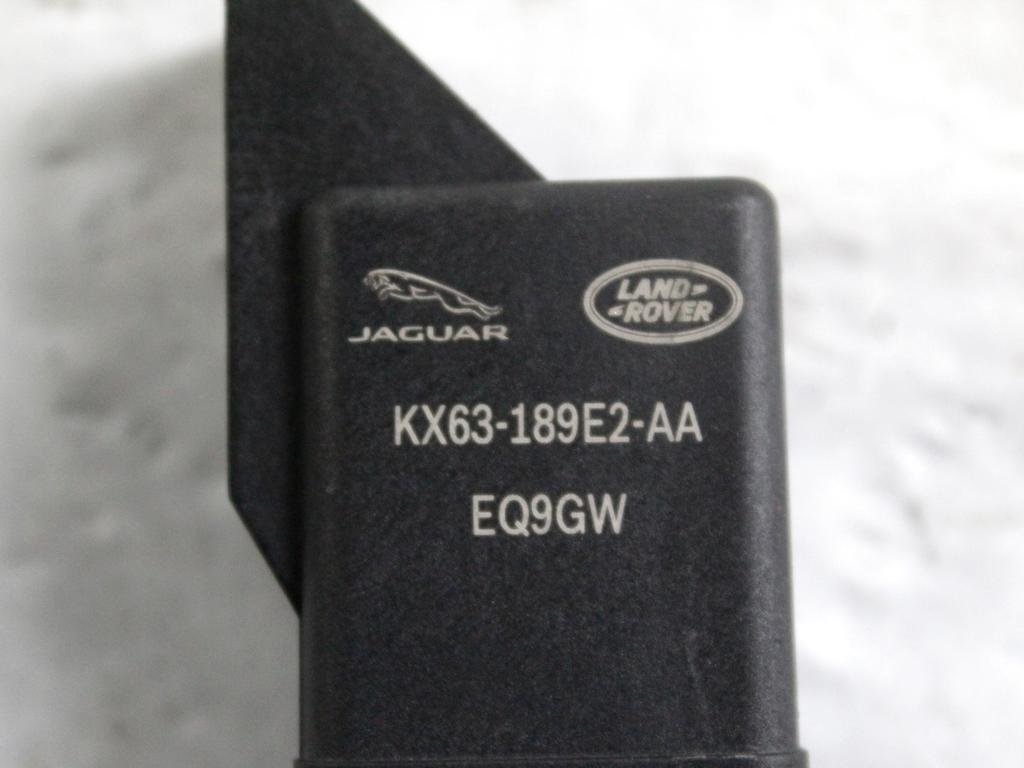 JAGUAR
LAND
ROVER
KX63-189E2-AA
EQ9GW